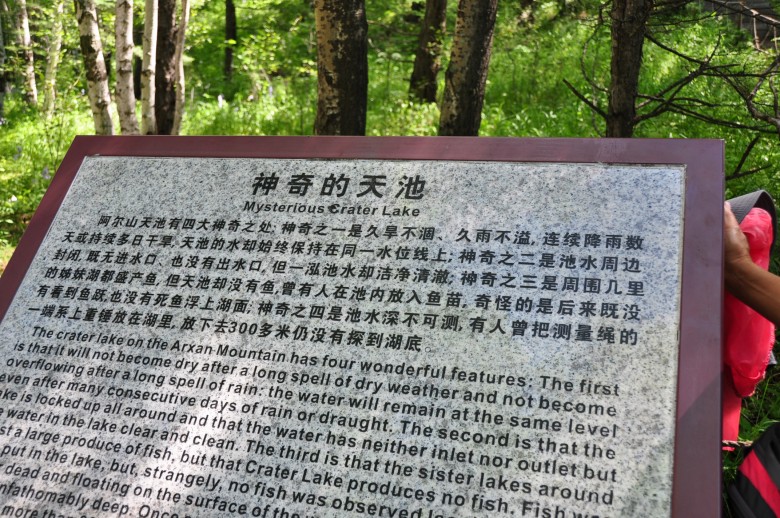 神奇的天池
Mysterious Crater Lake
阿尔山天池有四大神奇之处:神奇之一是久旱不涸、久雨不溢,连续降雨数
天或持续多日干旱,天池的水却始终保持在同一水位线上;神奇之二是池水周边
封闭,既无进水口、也没有出水口,但一泓池水却洁净清澈;神奇之三是周围几里
的姊妹湖都盛产鱼,但天池却没有鱼,曾有人在池内放入鱼苗,奇怪的是后来既没
有看到鱼跃,也没有死鱼浮上湖面;神奇之四是池水深不可测,有人曾把测量绳的
一端系上重锤放在湖里,放下去300多米仍没有探到湖底。
The crater lake on the Arxan Mountain has four wonderful features: The first
is that it will not become dry after a long spell of dry weather and not become
overflowing after a long spell of rain: the water will remain at the same level
even after many consecutive days of rain or draught. The second is that the
is locked up all around and that the water has neither inlet nor outlet but
water in the lake clear and clean. The third is that the sister lakes around
a large produce of fish, but that Crater Lake produces no fish. Fish
put in the lake, but, strangely, no fish was observed
dead and floating on the surface of the
deep. Once
more than